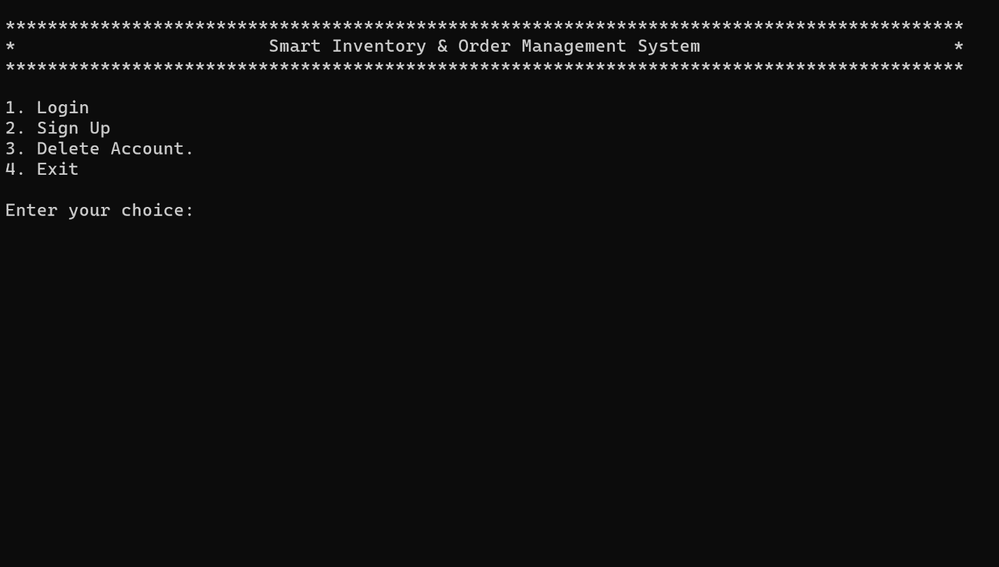 *******************************************************************************************
*                        Smart Inventory & Order Management System                        *
*******************************************************************************************
1. Login
2. Sign Up
3. Delete Account.
4. Exit
Enter your choice: